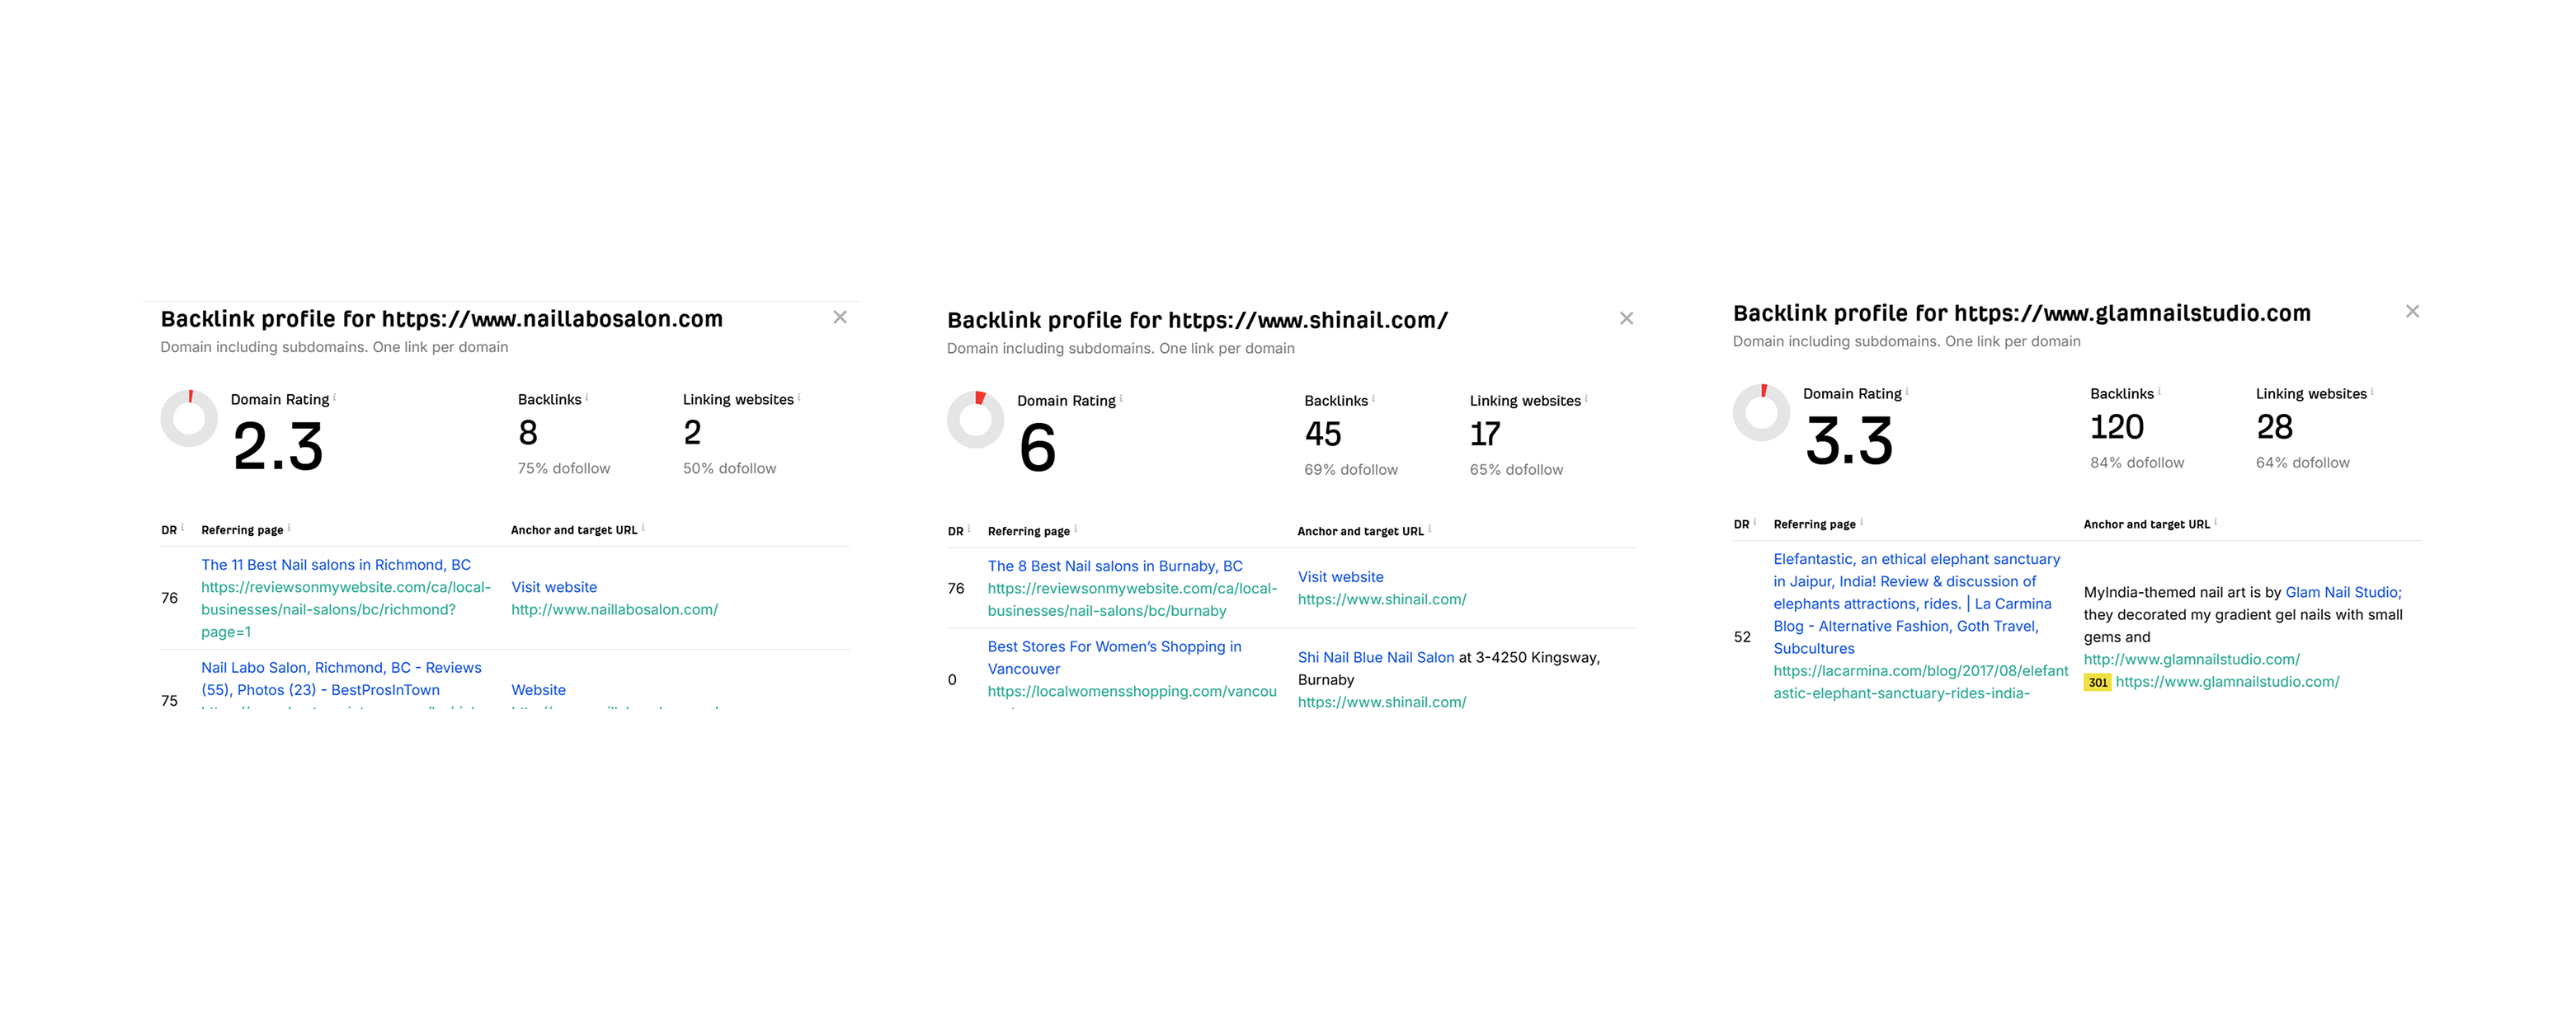 Backlink profile for https://www.naillabosalon.com
Domain including subdomains. One link per domain
Domain Rating
2.3
Backlinks
8
75% dofollow
Linking websites
2
50% dofollow
DR
Referring page
Anchor and target URL
76
The 11 Best Nail salons in Richmond, BC
https://reviewsonmywebsite.com/ca/local-
businesses/nail-salons/bc/richmond?
page=1
Visit website
http://www.naillabosalon.com/
75
Nail Labo Salon, Richmond, BC - Reviews
(55), Photos (23) - BestProsInTown
Website
Backlink profile for https://www.shinail.com/
Domain including subdomains. One link per domain
Domain Rating
6
Backlinks
45
69% dofollow
Linking websites
17
65% dofollow
DR
Referring page
Anchor and target URL
76
The 8 Best Nail salons in Burnaby, BC
https://reviewsonmywebsite.com/ca/local-
businesses/nail-salons/bc/burnaby
Visit website
https://www.shinail.com/
0
Best Stores For Women’s Shopping in
Vancouver
https://localwomensshopping.com/vancou
Shi Nail Blue Nail Salon at 3-4250 Kingsway,
Burnaby
https://www.shinail.com/
Backlink profile for https://www.glamnailstudio.com
Domain including subdomains. One link per domain
Domain Rating
3.3
Backlinks
120
84% dofollow
Linking websites
28
64% dofollow
DR
Referring page
Anchor and target URL
52
Elefantastic, an ethical elephant sanctuary
in Jaipur, India! Review & discussion of
elephants attractions, rides. | La Carmina
Blog - Alternative Fashion, Goth Travel,
Subcultures
https://lacarmina.com/blog/2017/08/elefant
astic-elephant-sanctuary-rides-india-
MyIndia-themed nail art is by Glam Nail Studio;
they decorated my gradient gel nails with small
gems and
http://www.glamnailstudio.com/
301 https://www.glamnailstudio.com/